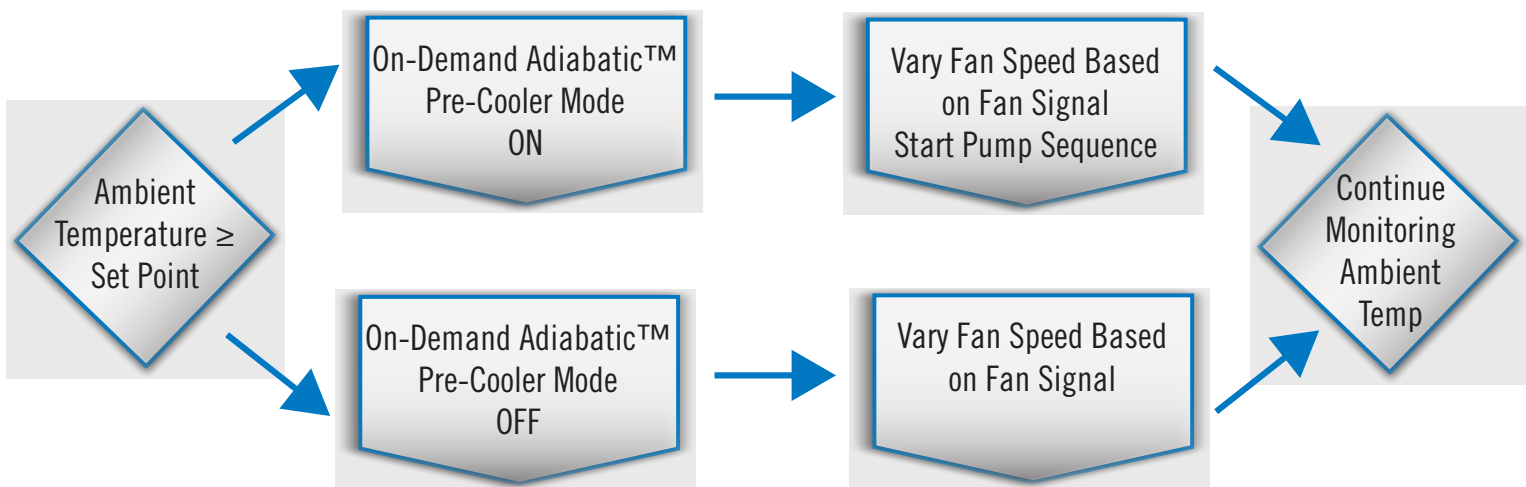 Ambient
Temperature ≥
Set Point
On-Demand Adiabatic™
Pre-Cooler Mode
ON
Vary Fan Speed Based
on Fan Signal
Start Pump Sequence
On-Demand Adiabatic™
Pre-Cooler Mode
OFF
Vary Fan Speed Based
on Fan Signal
Continue
Monitoring
Ambient
Temp